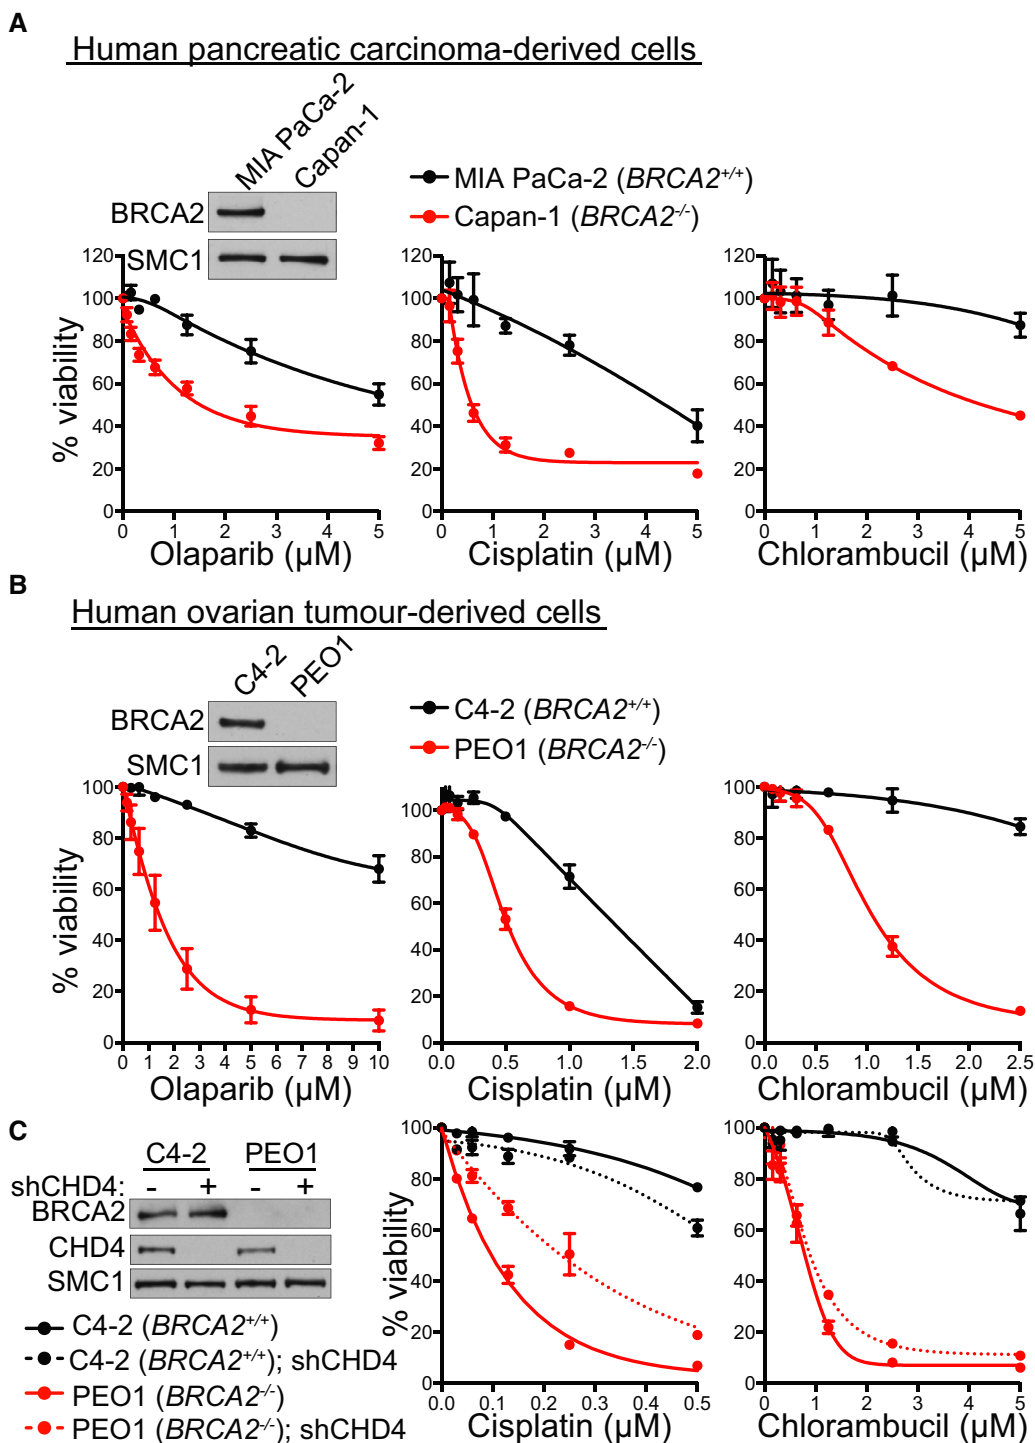 A
Human pancreatic carcinoma-derived cells
MIA PaCa-2
Capan-1
BRCA2
SMC1
MIA PaCa-2 (BRCA2+/+)
Capan-1 (BRCA2-/-)
% viability
120
100
80
60
40
20
0
0 1 2 3 4 5
Olaparib (µM)
120
100
80
60
40
20
0
0 1 2 3 4 5
Cisplatin (µM)
120
100
80
60
40
20
0
0 1 2 3 4 5
Chlorambucil (µM)
B
Human ovarian tumour-derived cells
C4-2
PEO1
BRCA2
SMC1
C4-2 (BRCA2+/+)
PEO1 (BRCA2-/-)
% viability
100
80
60
40
20
0
0 1 2 3 4 5 6 7 8 9 10
Olaparib (µM)
100
80
60
40
20
0
0.0 0.5 1.0 1.5 2.0
Cisplatin (µM)
100
80
60
40
20
0
0.0 0.5 1.0 1.5 2.0 2.5
Chlorambucil (µM)
C
C4-2 PEO1
shCHD4: - + - +
BRCA2
CHD4
SMC1
C4-2 (BRCA2+/+)
C4-2 (BRCA2+/+); shCHD4
PEO1 (BRCA2-/-)
PEO1 (BRCA2-/-); shCHD4
% viability
100
80
60
40
20
0
0.0 0.1 0.2 0.3 0.4 0.5
Cisplatin (µM)
100
80
60
40
20
0
0 1 2 3 4 5
Chlorambucil (µM)